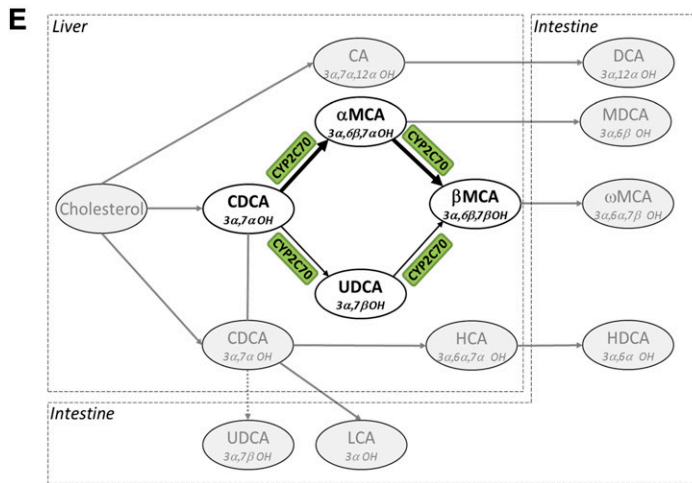 E
Liver
Intestine
CA
3α,7α,12α OH
DCA
3α,12α OH
αMCA
3α,6β,7α OH
MDCA
3α,6β OH
CYP2C70
CYP2C70
Cholesterol
CDCA
3α,7α OH
βMCA
3α,6β,7β OH
ωMCA
3α,6α,7β OH
CYP2C70
CYP2C70
UDCA
3α,7β OH
CDCA
3α,7α OH
HCA
3α,6α,7α OH
HDCA
3α,6α OH
Intestine
UDCA
3α,7β OH
LCA
3α OH